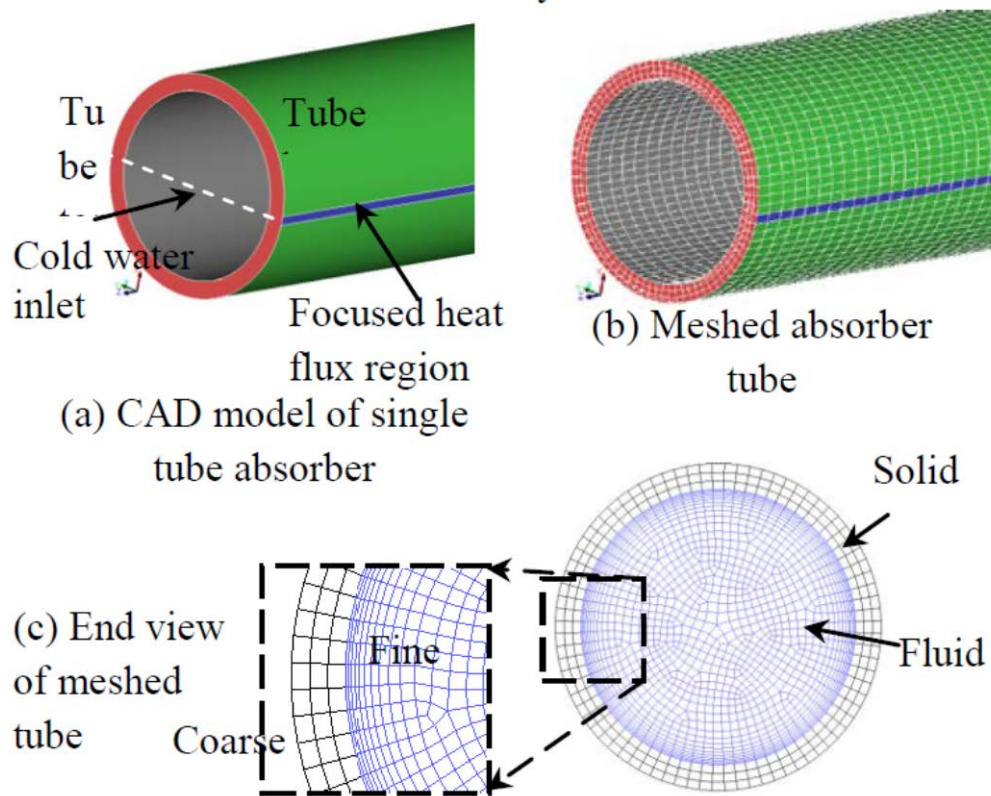 Tu
be
Tube
Cold water
inlet
Focused heat
flux region
(a) CAD model of single
tube absorber
(b) Meshed absorber
tube
Solid
(c) End view
of meshed
tube
Fine
Coarse
Fluid